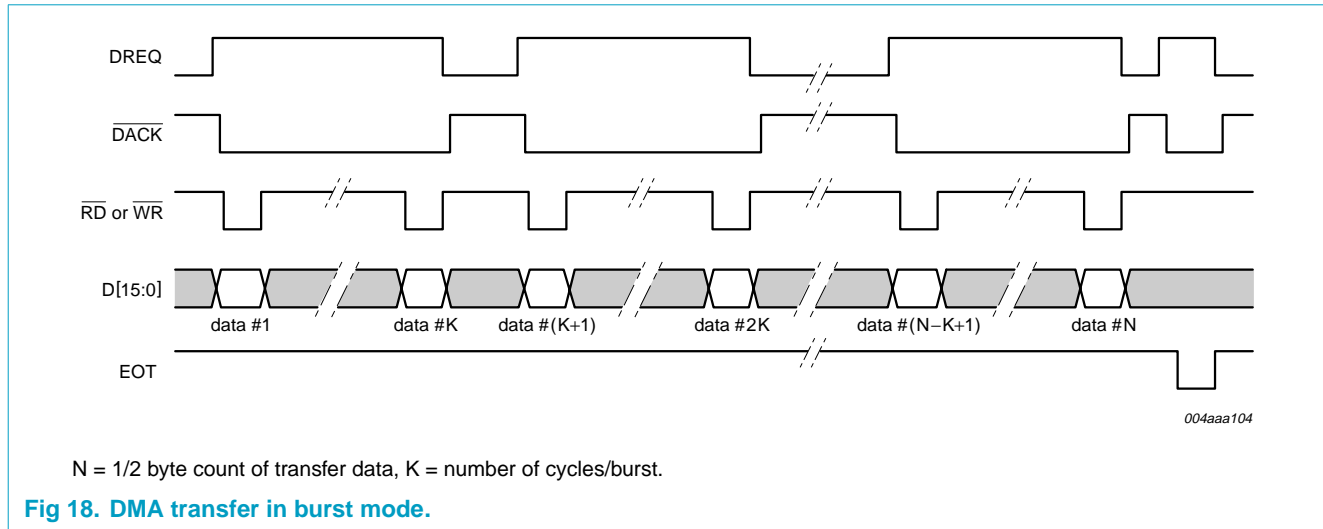 DREQ
DACK
RD or WR
D[15:0]
data #1 data #K data #(K+1) data #2K data #(N−K+1) data #N
EOT
004aaa104
N = 1/2 byte count of transfer data, K = number of cycles/burst.
Fig 18. DMA transfer in burst mode.